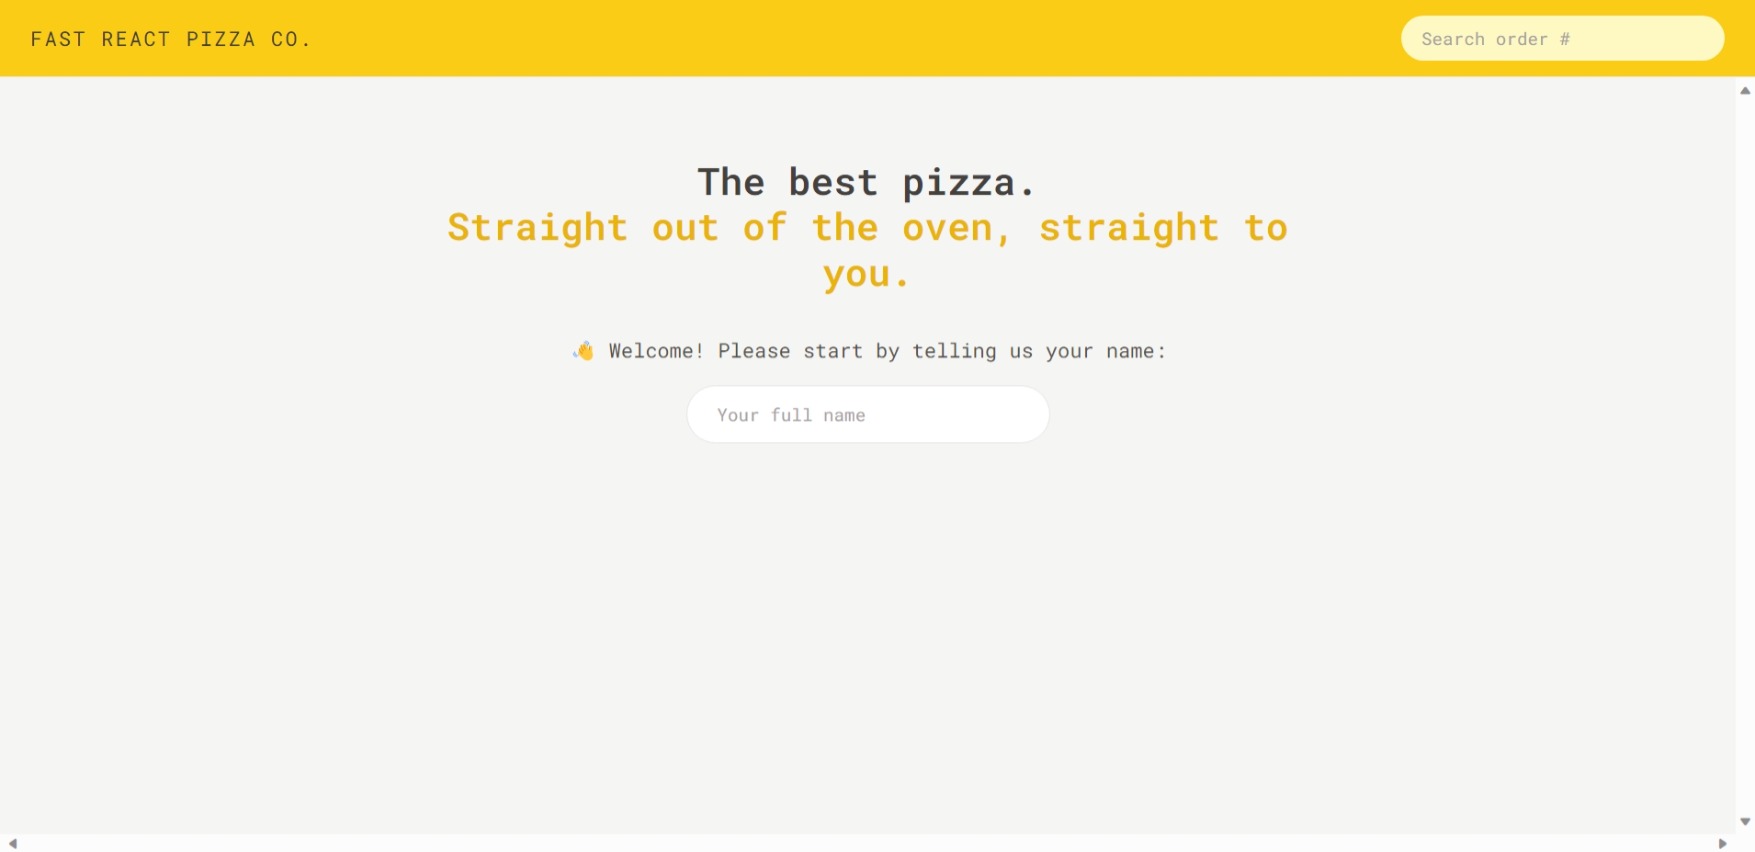 FAST REACT PIZZA CO.
Search order #
The best pizza.
Straight out of the oven, straight to
you.
👋 Welcome! Please start by telling us your name:
Your full name